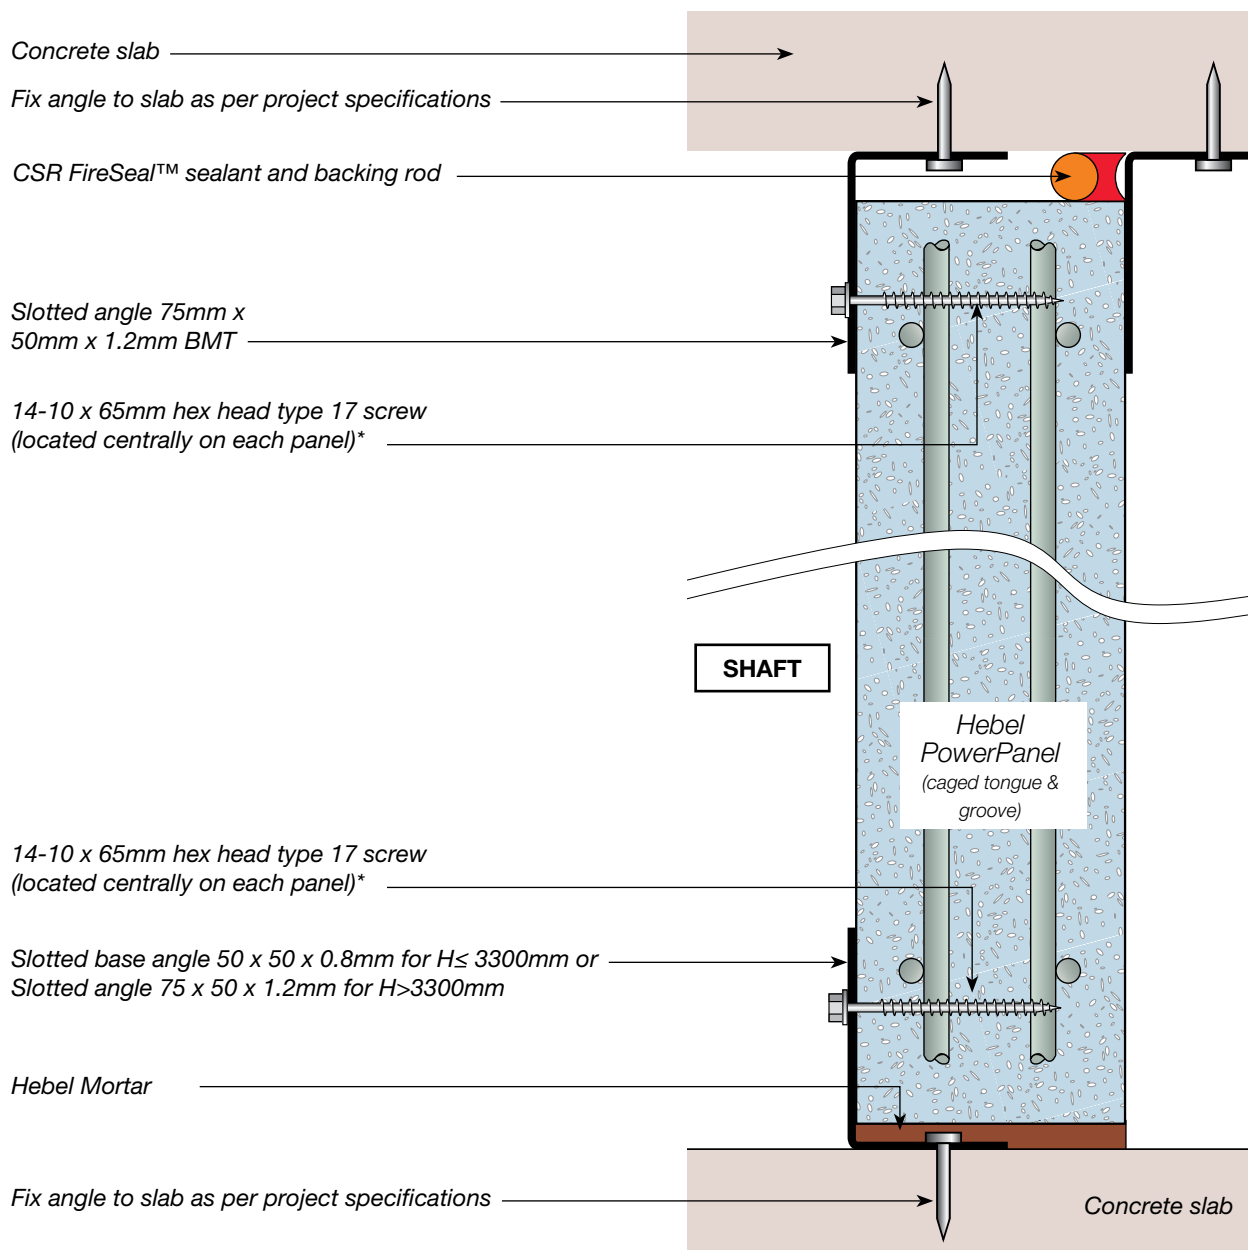 Concrete slab
Fix angle to slab as per project specifications
CSR FireSeal™ sealant and backing rod
Slotted angle 75mm x
50mm x 1.2mm BMT
14-10 x 65mm hex head type 17 screw
(located centrally on each panel)*
SHAFT
Hebel
PowerPanel
(caged tongue &
groove)
14-10 x 65mm hex head type 17 screw
(located centrally on each panel)*
Slotted base angle 50 x 50 x 0.8mm for H≤ 3300mm or
Slotted angle 75 x 50 x 1.2mm for H>3300mm
Hebel Mortar
Fix angle to slab as per project specifications
Concrete slab